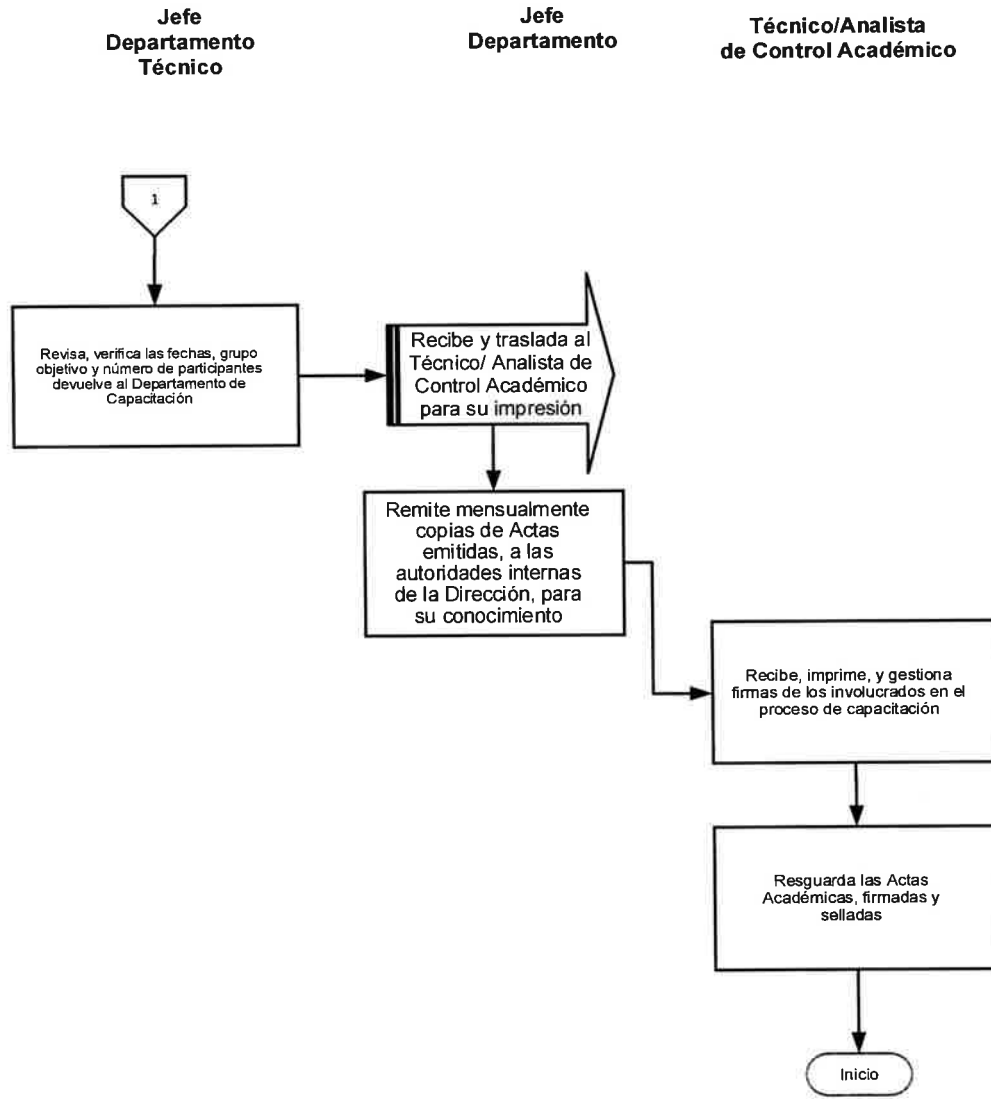 Jefe
Departamento
Técnico
Jefe
Departamento
Técnico/Analista
de Control Académico
1
Revisa, verifica las fechas, grupo
objetivo y número de participantes
devuelve al Departamento de
Capacitación
Recibe y traslada al
Técnico/ Analista de
Control Académico
para su impresión
Remite mensualmente
copias de Actas
emitidas, a las
autoridades internas
de la Dirección, para
su conocimiento
Recibe, imprime, y gestiona
firmas de los involucrados en el
proceso de capacitación
Resguarda las Actas
Académicas, firmadas y
selladas
Inicio